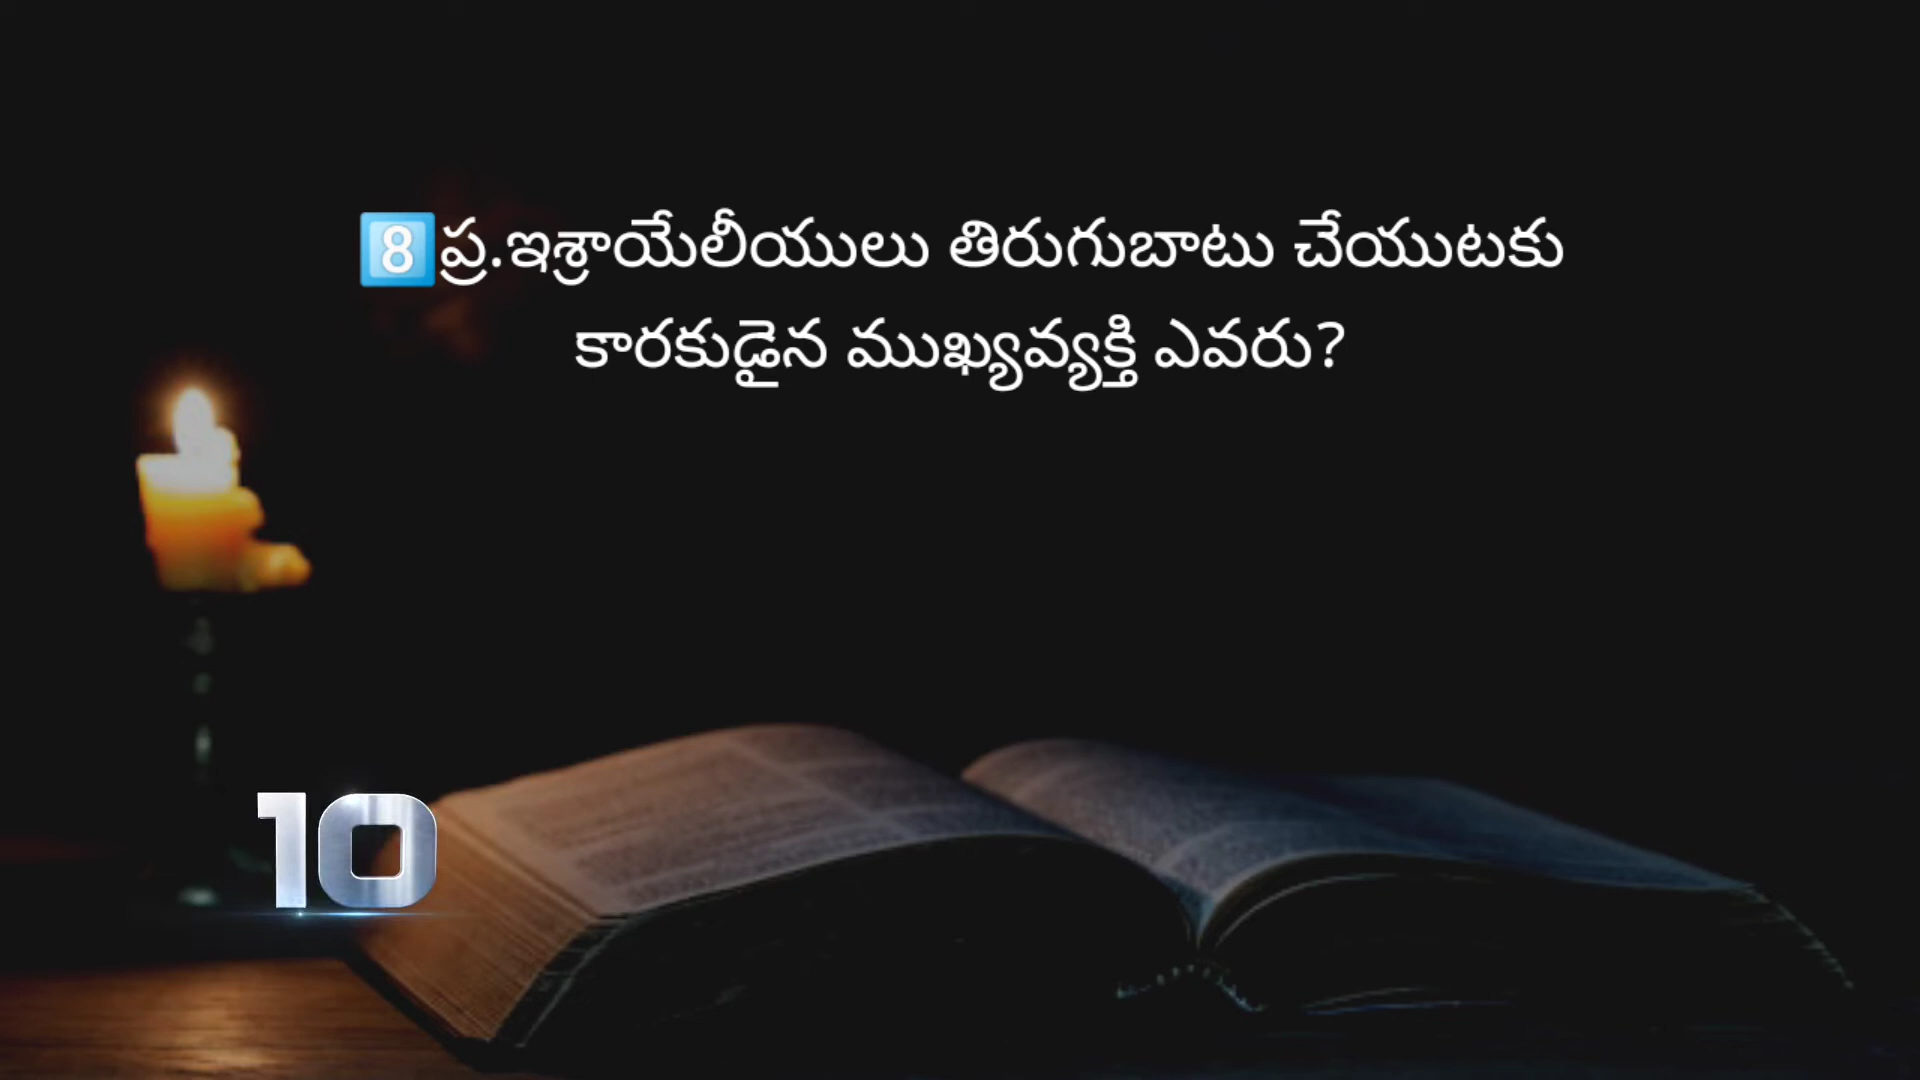 8️⃣ప్ర.ఇశ్రాయేలీయులు తిరుగుబాటు చేయుటకు
కారకుడైన ముఖ్యవ్యక్తి ఎవరు?
10